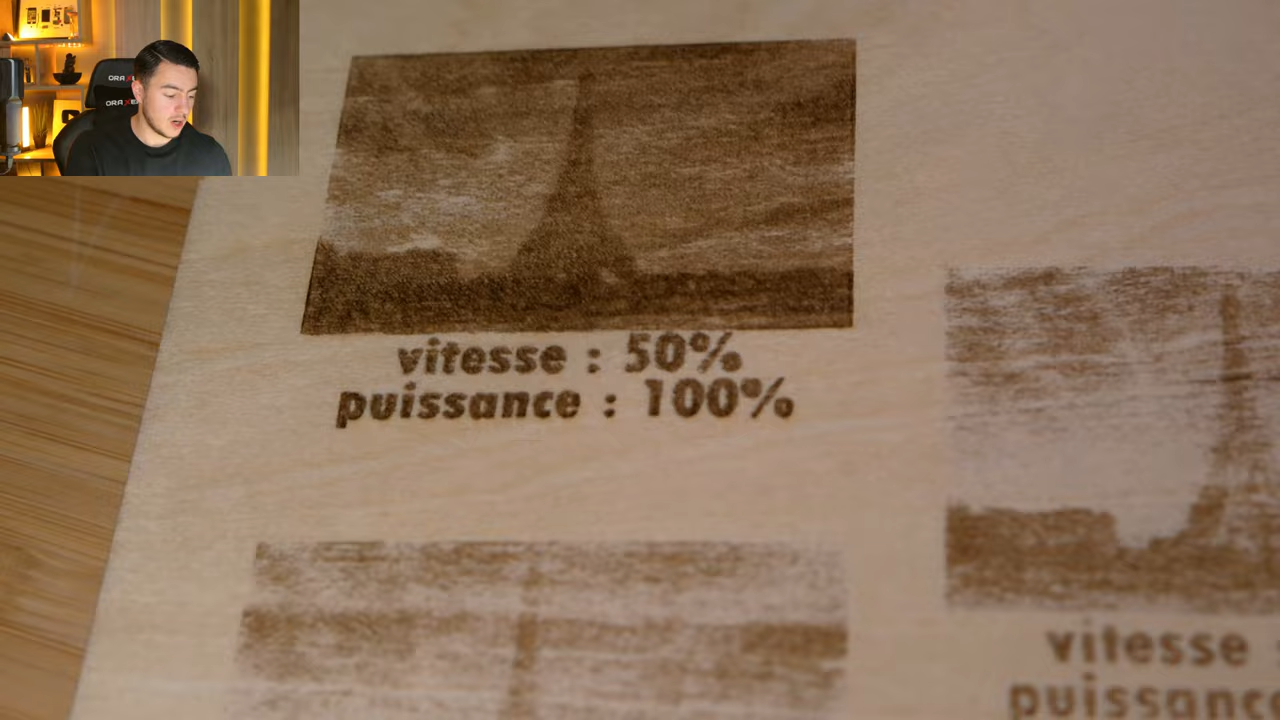 vitesse : 50%
puissance : 100%
vitesse :
puissance